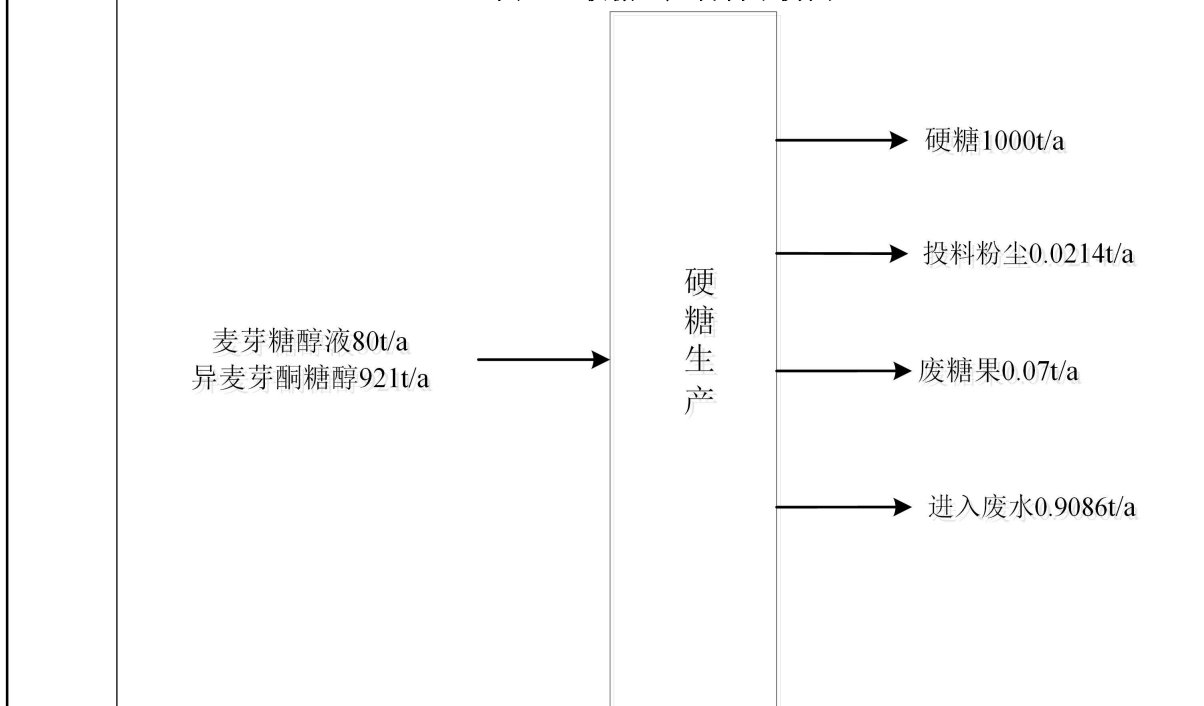 麦芽糖醇液80t/a
异麦芽酮糖醇921t/a
硬糖生产
硬糖1000t/a
投料粉尘0.0214t/a
废糖果0.07t/a
进入废水0.9086t/a